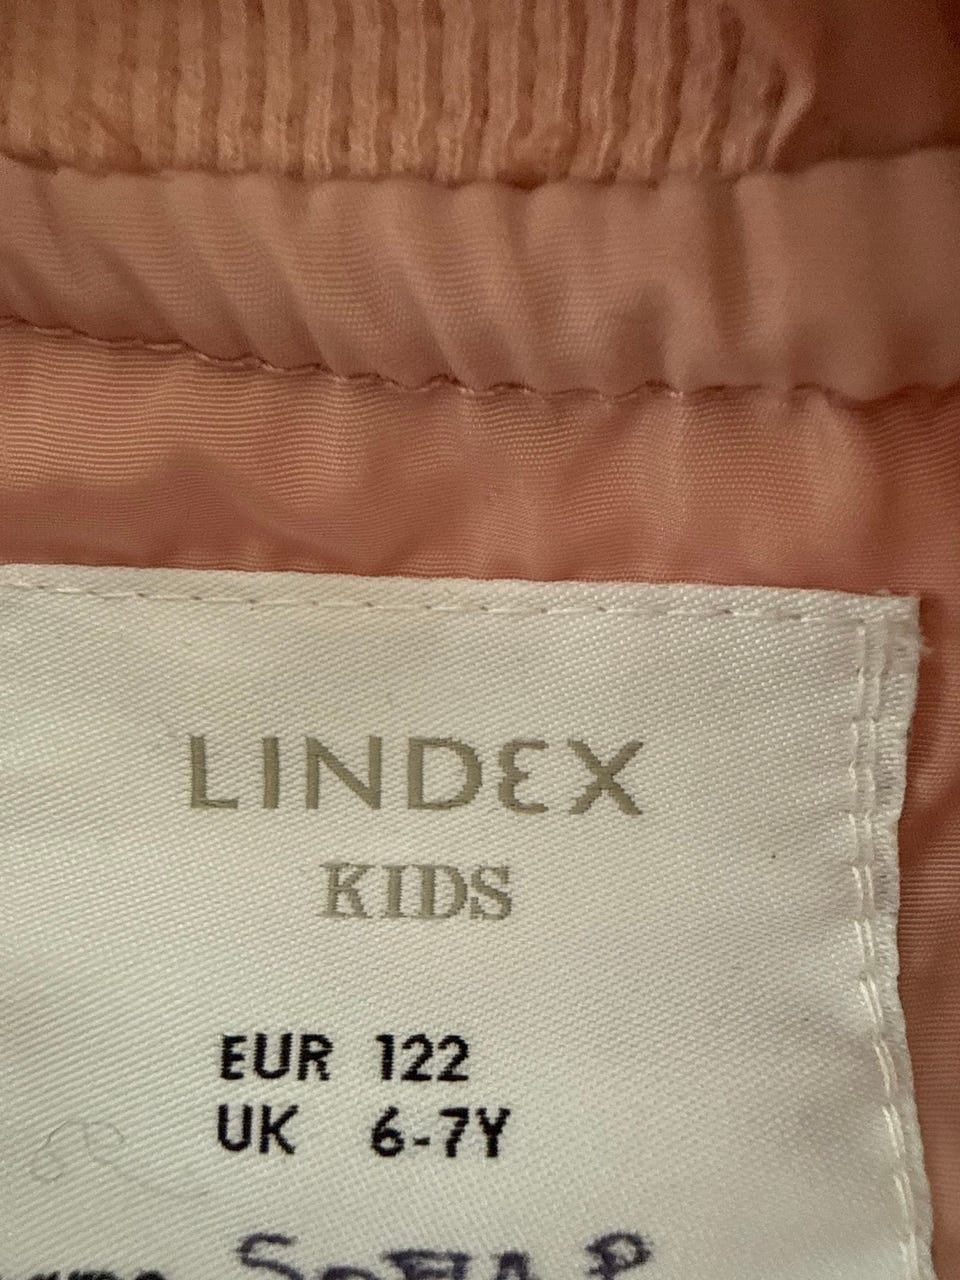 LINDEX
KIDS
EUR 122
UK 6-7Y
P